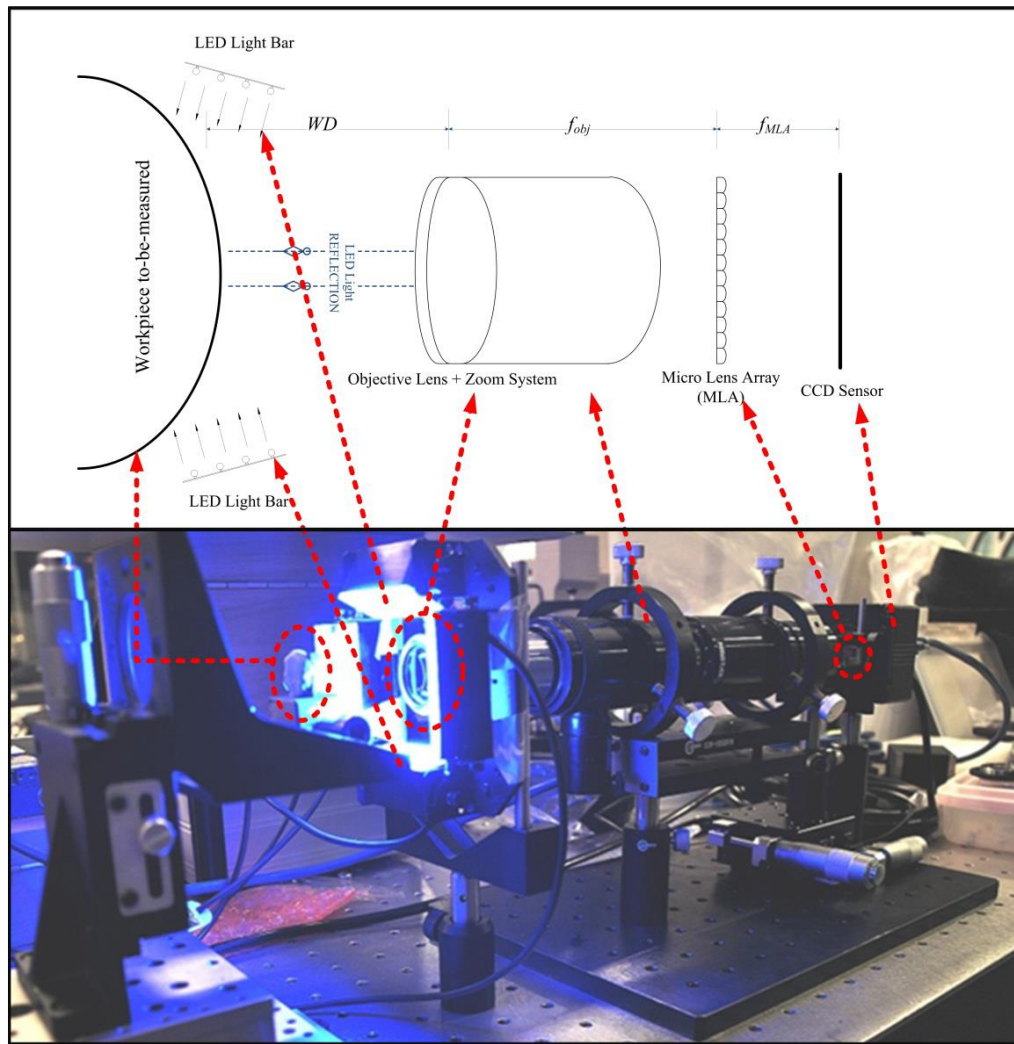 LED Light Bar
WD
f_obj
f_MLA
Workpiece to-be-measured
LED Light
REFLECTION
Objective Lens + Zoom System
Micro Lens Array
(MLA)
CCD Sensor
LED Light Bar